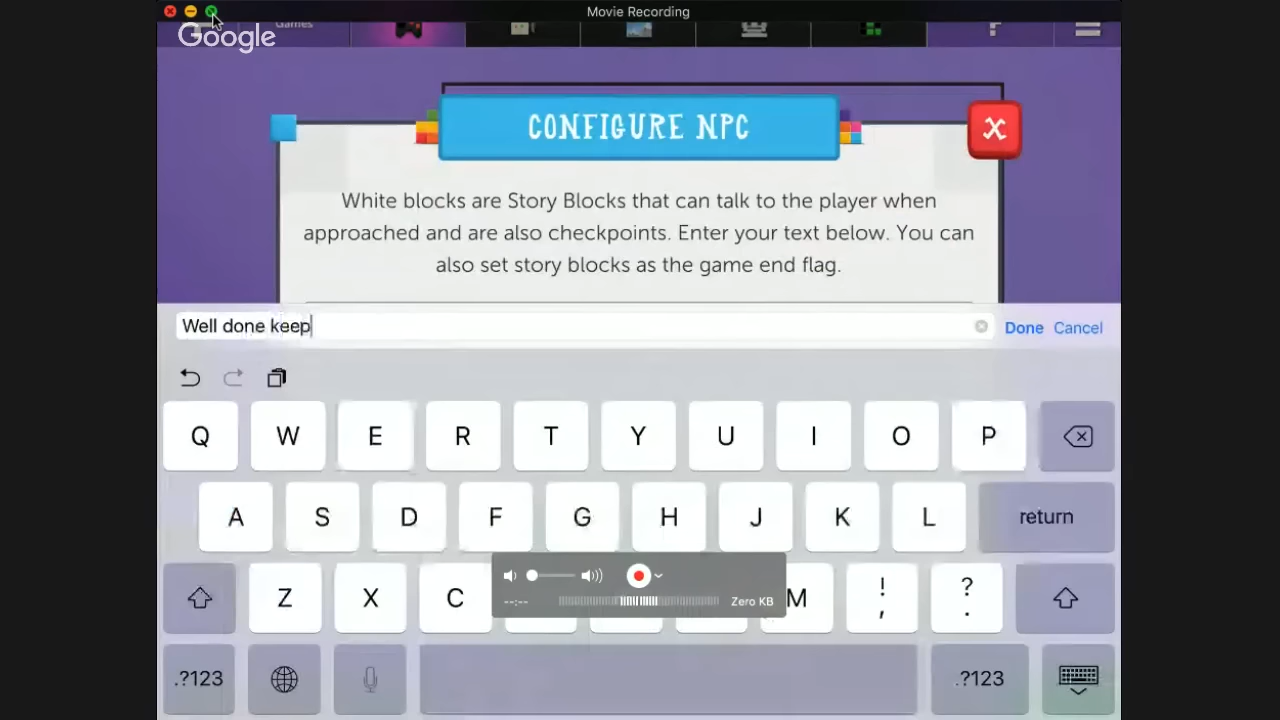 Movie Recording
Games
Google
CONFIGURE NPC
X
White blocks are Story Blocks that can talk to the player when
approached and are also checkpoints. Enter your text below. You can
also set story blocks as the game end flag.
Well done keep
Done Cancel
Q W E R T Y U I O P
A S D F G H J K L return
Z X C M ! , ? .
--:-- Zero KB
.?123 .?123